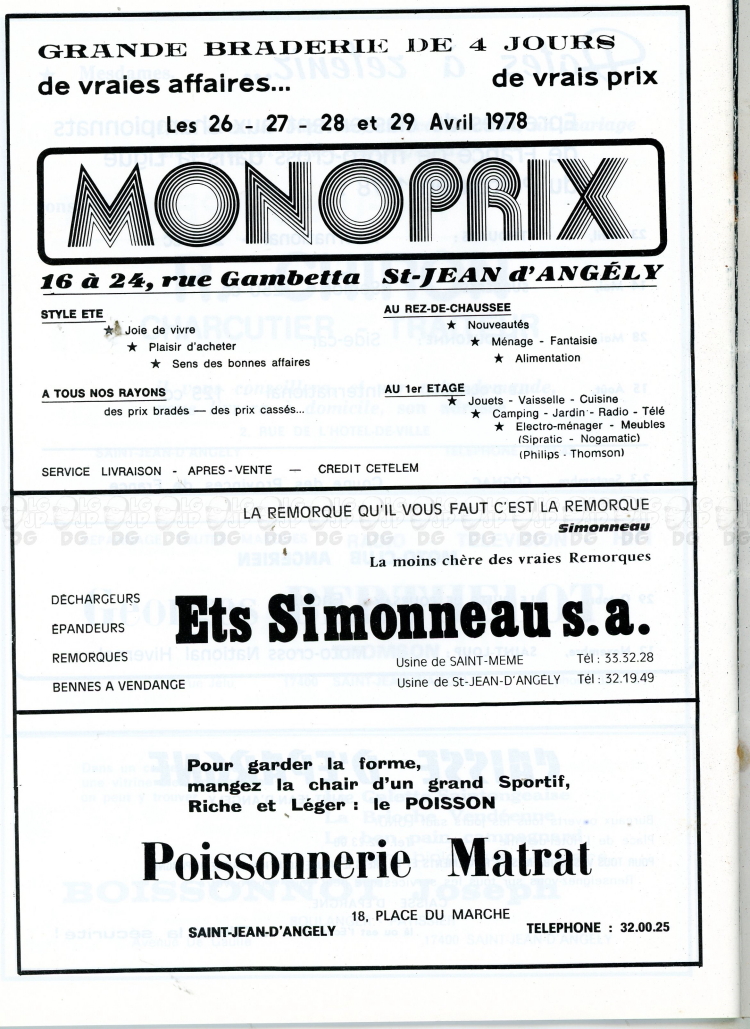 GRANDE BRADERIE DE 4 JOURS
de vraies affaires... de vrais prix
Les 26 - 27 - 28 et 29 Avril 1978
MONOPRIX
16 à 24, rue Gambetta St-JEAN d'ANGÉLY
STYLE ETE
★ Joie de vivre
★ Plaisir d'acheter
★ Sens des bonnes affaires
A TOUS NOS RAYONS
des prix bradés — des prix cassés...
AU REZ-DE-CHAUSSEE
★ Nouveautés
★ Ménage - Fantaisie
★ Alimentation
AU 1er ETAGE
★ Jouets - Vaisselle - Cuisine
★ Camping - Jardin - Radio - Télé
★ Electro-ménager - Meubles
(Sipratic - Nogamatic)
(Philips - Thomson)
SERVICE LIVRAISON - APRES-VENTE — CREDIT CETELEM
LA REMORQUE QU'IL VOUS FAUT C'EST LA REMORQUE
Simonneau
La moins chère des vraies Remorques
DÉCHARGEURS
ÉPANDEURS
REMORQUES
BENNES A VENDANGE
Ets Simonneau s.a.
Usine de SAINT-MEME Tél : 33.32.28
Usine de St-JEAN-D'ANGELY Tél : 32.19.49
Pour garder la forme,
mangez la chair d'un grand Sportif,
Riche et Léger : le POISSON
Poissonnerie Matrat
18, PLACE DU MARCHE
SAINT-JEAN-D'ANGELY TELEPHONE : 32.00.25